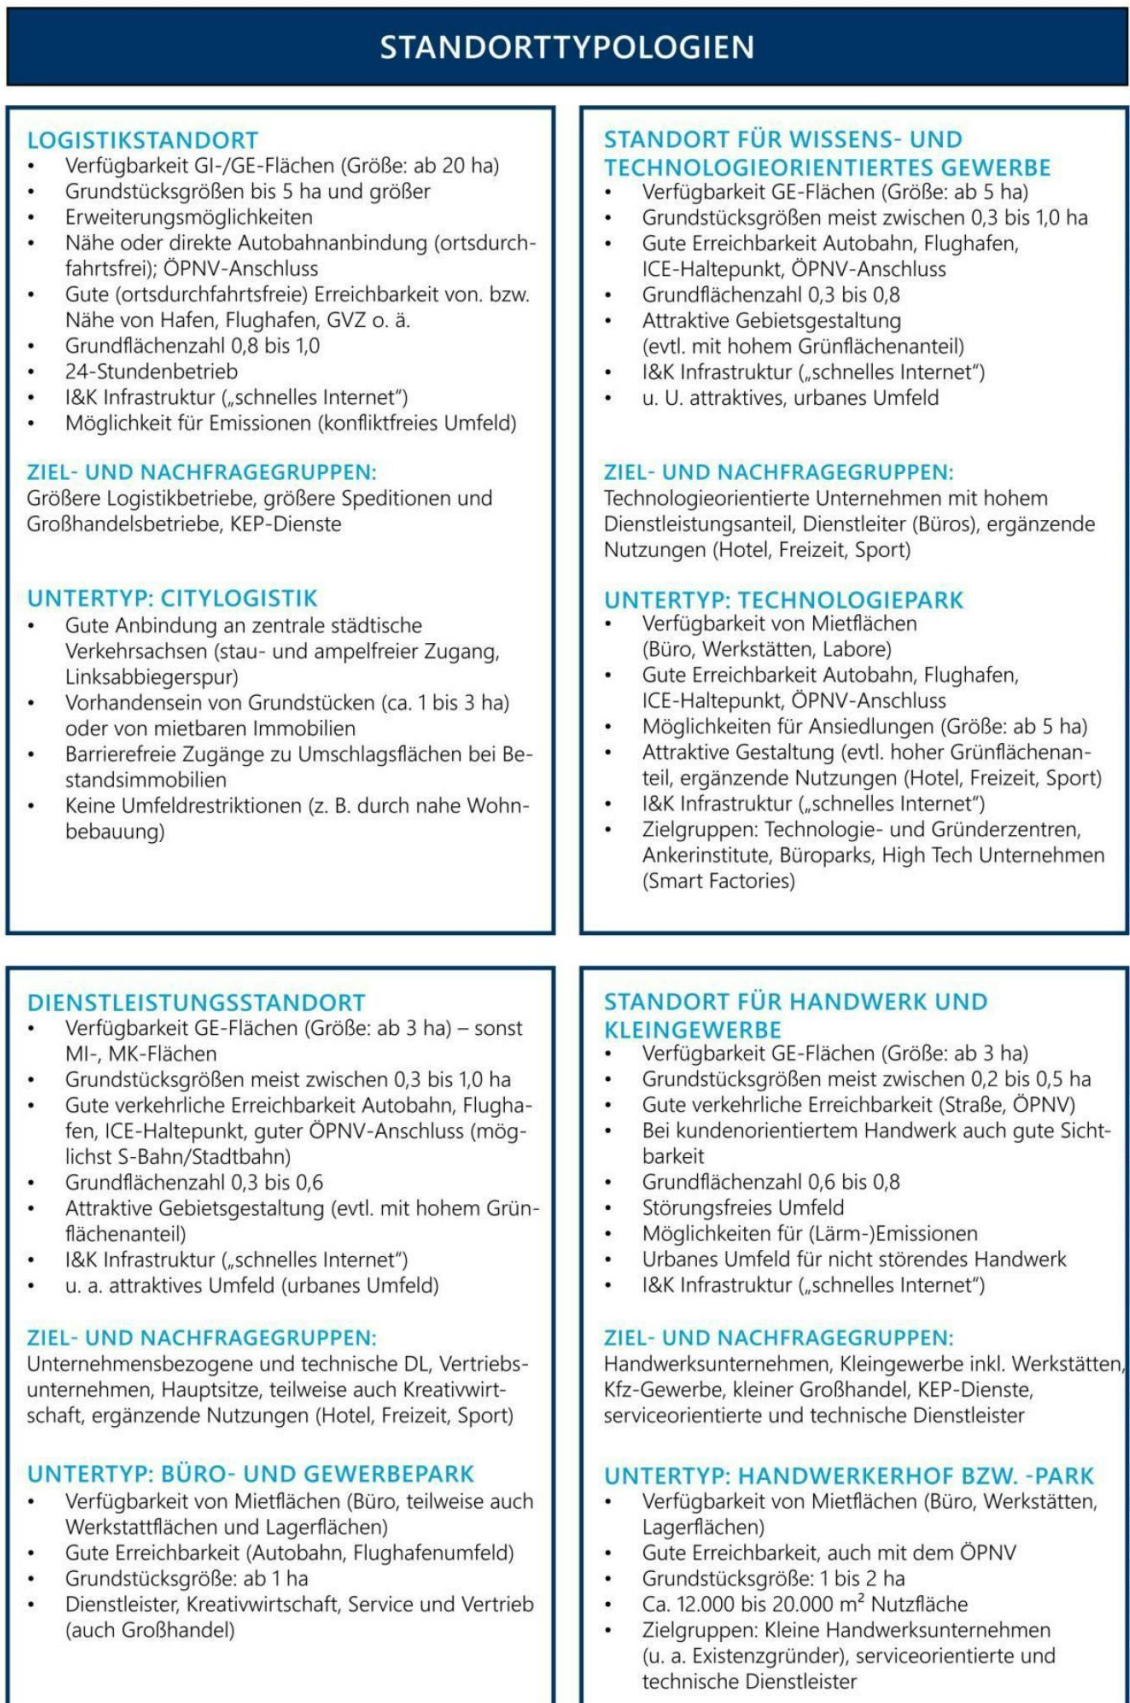 STANDORTTYPOLOGIEN
LOGISTIKSTANDORT
• Verfügbarkeit GI-/GE-Flächen (Größe: ab 20 ha)
• Grundstücksgrößen bis 5 ha und größer
• Erweiterungsmöglichkeiten
• Nähe oder direkte Autobahnanbindung (ortsdurch-
fahrtsfrei); ÖPNV-Anschluss
• Gute (ortsdurchfahrtsfreie) Erreichbarkeit von. bzw.
Nähe von Hafen, Flughafen, GVZ o. ä.
• Grundflächenzahl 0,8 bis 1,0
• 24-Stundenbetrieb
• I&K Infrastruktur („schnelles Internet“)
• Möglichkeit für Emissionen (konfliktfreies Umfeld)
ZIEL- UND NACHFRAGEGRUPPEN:
Größere Logistikbetriebe, größere Speditionen und
Großhandelsbetriebe, KEP-Dienste
UNTERTYP: CITYLOGISTIK
• Gute Anbindung an zentrale städtische
Verkehrsachsen (stau- und ampelfreier Zugang,
Linksabbiegerspur)
• Vorhandensein von Grundstücken (ca. 1 bis 3 ha)
oder von mietbaren Immobilien
• Barrierefreie Zugänge zu Umschlagsflächen bei Be-
standsimmobilien
• Keine Umfeldrestriktionen (z. B. durch nahe Wohn-
bebauung)
STANDORT FÜR WISSENS- UND
TECHNOLOGIEORIENTIERTES GEWERBE
• Verfügbarkeit GE-Flächen (Größe: ab 5 ha)
• Grundstücksgrößen meist zwischen 0,3 bis 1,0 ha
• Gute Erreichbarkeit Autobahn, Flughafen,
ICE-Haltepunkt, ÖPNV-Anschluss
• Grundflächenzahl 0,3 bis 0,8
• Attraktive Gebietsgestaltung
(evtl. mit hohem Grünflächenanteil)
• I&K Infrastruktur („schnelles Internet“)
• u. U. attraktives, urbanes Umfeld
ZIEL- UND NACHFRAGEGRUPPEN:
Technologieorientierte Unternehmen mit hohem
Dienstleistungsanteil, Dienstleiter (Büros), ergänzende
Nutzungen (Hotel, Freizeit, Sport)
UNTERTYP: TECHNOLOGIEPARK
• Verfügbarkeit von Mietflächen
(Büro, Werkstätten, Labore)
• Gute Erreichbarkeit Autobahn, Flughafen,
ICE-Haltepunkt, ÖPNV-Anschluss
• Möglichkeiten für Ansiedlungen (Größe: ab 5 ha)
• Attraktive Gestaltung (evtl. hoher Grünflächenan-
teil, ergänzende Nutzungen (Hotel, Freizeit, Sport)
• I&K Infrastruktur („schnelles Internet“)
• Zielgruppen: Technologie- und Gründerzentren,
Ankerinstitute, Büroparks, High Tech Unternehmen
(Smart Factories)
DIENSTLEISTUNGSSTANDORT
• Verfügbarkeit GE-Flächen (Größe: ab 3 ha) – sonst
MI-, MK-Flächen
• Grundstücksgrößen meist zwischen 0,3 bis 1,0 ha
• Gute verkehrliche Erreichbarkeit Autobahn, Flugha-
fen, ICE-Haltepunkt, guter ÖPNV-Anschluss (mög-
lichst S-Bahn/Stadtbahn)
• Grundflächenzahl 0,3 bis 0,6
• Attraktive Gebietsgestaltung (evtl. mit hohem Grün-
flächenanteil)
• I&K Infrastruktur („schnelles Internet“)
• u. a. attraktives Umfeld (urbanes Umfeld)
ZIEL- UND NACHFRAGEGRUPPEN:
Unternehmensbezogene und technische DL, Vertriebs-
unternehmen, Hauptsitze, teilweise auch Kreativwirt-
schaft, ergänzende Nutzungen (Hotel, Freizeit, Sport)
UNTERTYP: BÜRO- UND GEWERBEPARK
• Verfügbarkeit von Mietflächen (Büro, teilweise auch
Werkstattflächen und Lagerflächen)
• Gute Erreichbarkeit (Autobahn, Flughafenumfeld)
• Grundstücksgröße: ab 1 ha
• Dienstleister, Kreativwirtschaft, Service und Vertrieb
(auch Großhandel)
STANDORT FÜR HANDWERK UND
KLEINGEWERBE
• Verfügbarkeit GE-Flächen (Größe: ab 3 ha)
• Grundstücksgrößen meist zwischen 0,2 bis 0,5 ha
• Gute verkehrliche Erreichbarkeit (Straße, ÖPNV)
• Bei kundenorientiertem Handwerk auch gute Sicht-
barkeit
• Grundflächenzahl 0,6 bis 0,8
• Störungsfreies Umfeld
• Möglichkeiten für (Lärm-)Emissionen
• Urbanes Umfeld für nicht störendes Handwerk
• I&K Infrastruktur („schnelles Internet“)
ZIEL- UND NACHFRAGEGRUPPEN:
Handwerksunternehmen, Kleingewerbe inkl. Werkstätten,
Kfz-Gewerbe, kleiner Großhandel, KEP-Dienste,
serviceorientierte und technische Dienstleister
UNTERTYP: HANDWERKERHOF BZW. -PARK
• Verfügbarkeit von Mietflächen (Büro, Werkstätten,
Lagerflächen)
• Gute Erreichbarkeit, auch mit dem ÖPNV
• Grundstücksgröße: 1 bis 2 ha
• Ca. 12.000 bis 20.000 m² Nutzfläche
• Zielgruppen: Kleine Handwerksunternehmen
(u. a. Existenzgründer), serviceorientierte und
technische Dienstleister